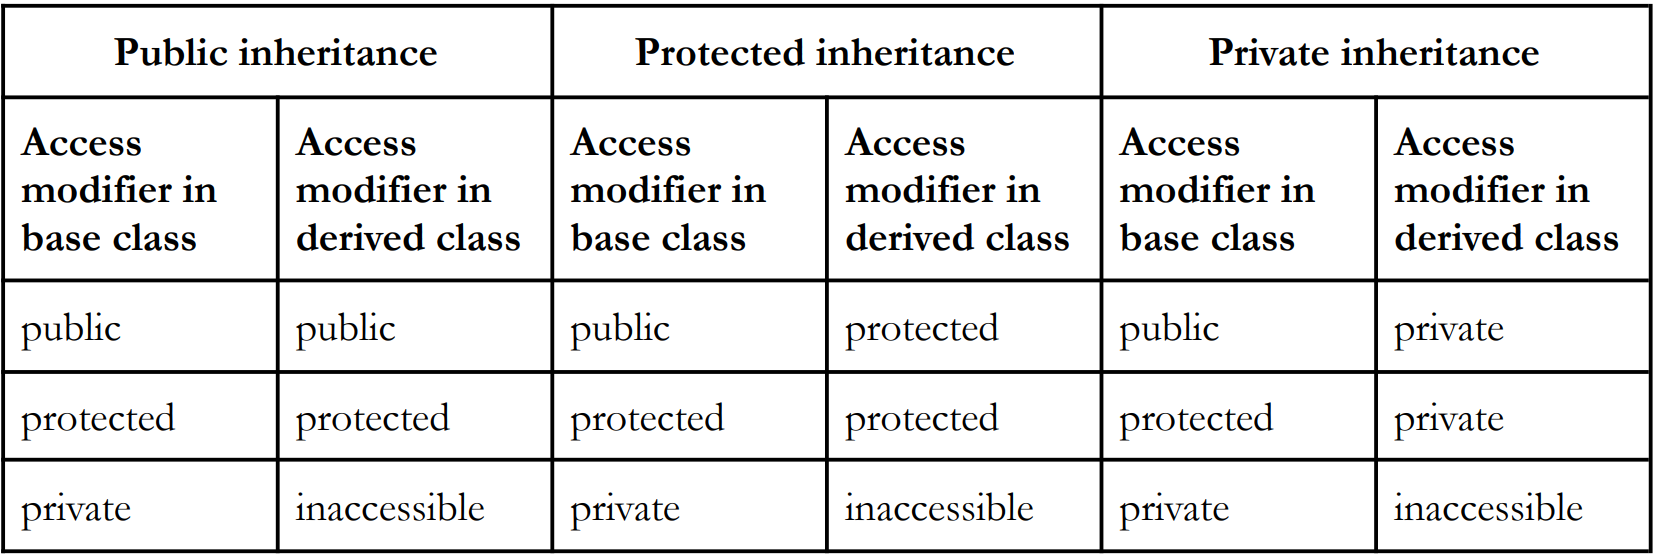 Public inheritance
Protected inheritance
Private inheritance
Access
modifier in
base class
Access
modifier in
derived class
Access
modifier in
base class
Access
modifier in
derived class
Access
modifier in
base class
Access
modifier in
derived class
public
public
public
protected
public
private
protected
protected
protected
protected
protected
private
private
inaccessible
private
inaccessible
private
inaccessible